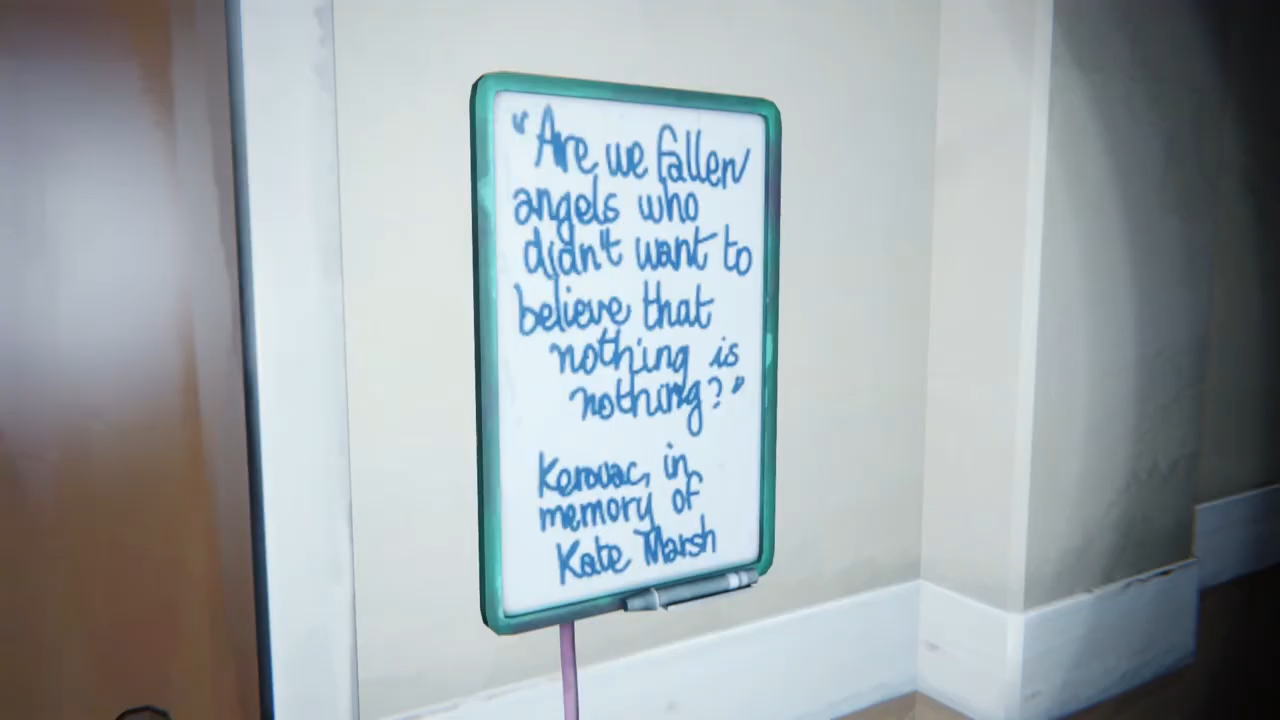 "Are we fallen
angels who
didn't want to
believe that
nothing is
nothing?"
Kerouac, in
memory of
Kate Marsh